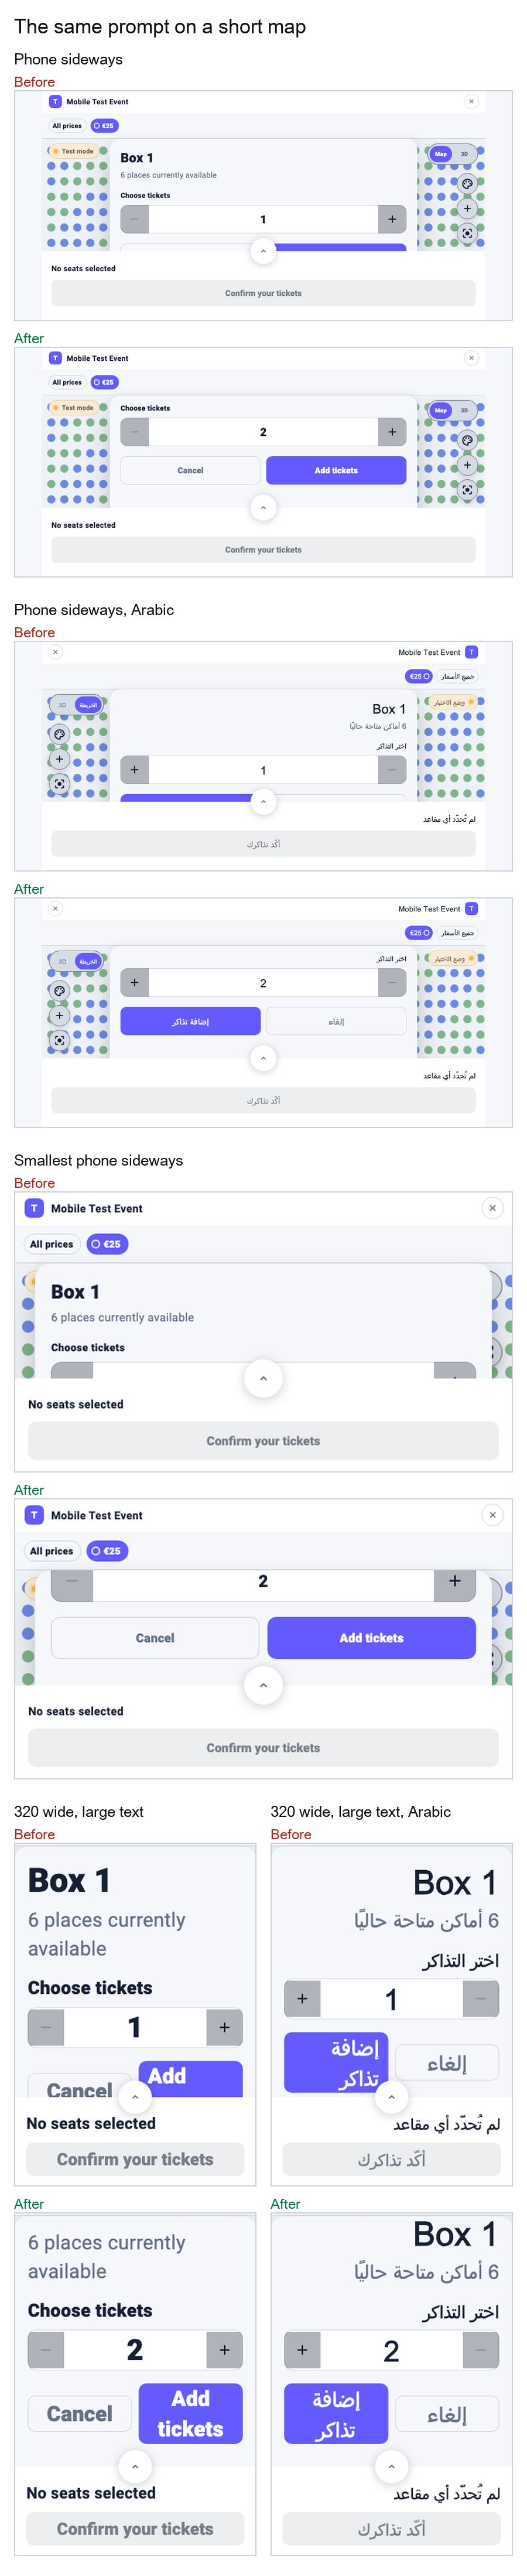 The same prompt on a short map
Phone sideways
Before
T Mobile Test Event
All prices €25
Test mode
Map 3D
Box 1
6 places currently available
Choose tickets
1
No seats selected
Confirm your tickets
After
T Mobile Test Event
All prices €25
Test mode
Map 3D
Choose tickets
2
Cancel Add tickets
No seats selected
Confirm your tickets
Phone sideways, Arabic
Before
Mobile Test Event T
جميع الأسعار €25
وضع الاختبار
الخريطة 3D
Box 1
6 أماكن متاحة حاليًا
اختر التذاكر
1
لم تُحدّد أي مقاعد
أكّد تذاكرك
After
Mobile Test Event T
جميع الأسعار €25
وضع الاختبار
الخريطة 3D
اختر التذاكر
2
إلغاء إضافة تذاكر
لم تُحدّد أي مقاعد
أكّد تذاكرك
Smallest phone sideways
Before
T Mobile Test Event
All prices €25
Box 1
6 places currently available
Choose tickets
No seats selected
Confirm your tickets
After
T Mobile Test Event
All prices €25
2
Cancel Add tickets
No seats selected
Confirm your tickets
320 wide, large text
Before
Box 1
6 places currently
available
Choose tickets
1
Cancel Add
No seats selected
Confirm your tickets
After
6 places currently
available
Choose tickets
2
Cancel Add
tickets
No seats selected
Confirm your tickets
320 wide, large text, Arabic
Before
Box 1
6 أماكن متاحة حاليًا
اختر التذاكر
1
إلغاء إضافة
تذاكر
لم تُحدّد أي مقاعد
أكّد تذاكرك
After
Box 1
6 أماكن متاحة حاليًا
اختر التذاكر
2
إلغاء إضافة
تذاكر
لم تُحدّد أي مقاعد
أكّد تذاكرك